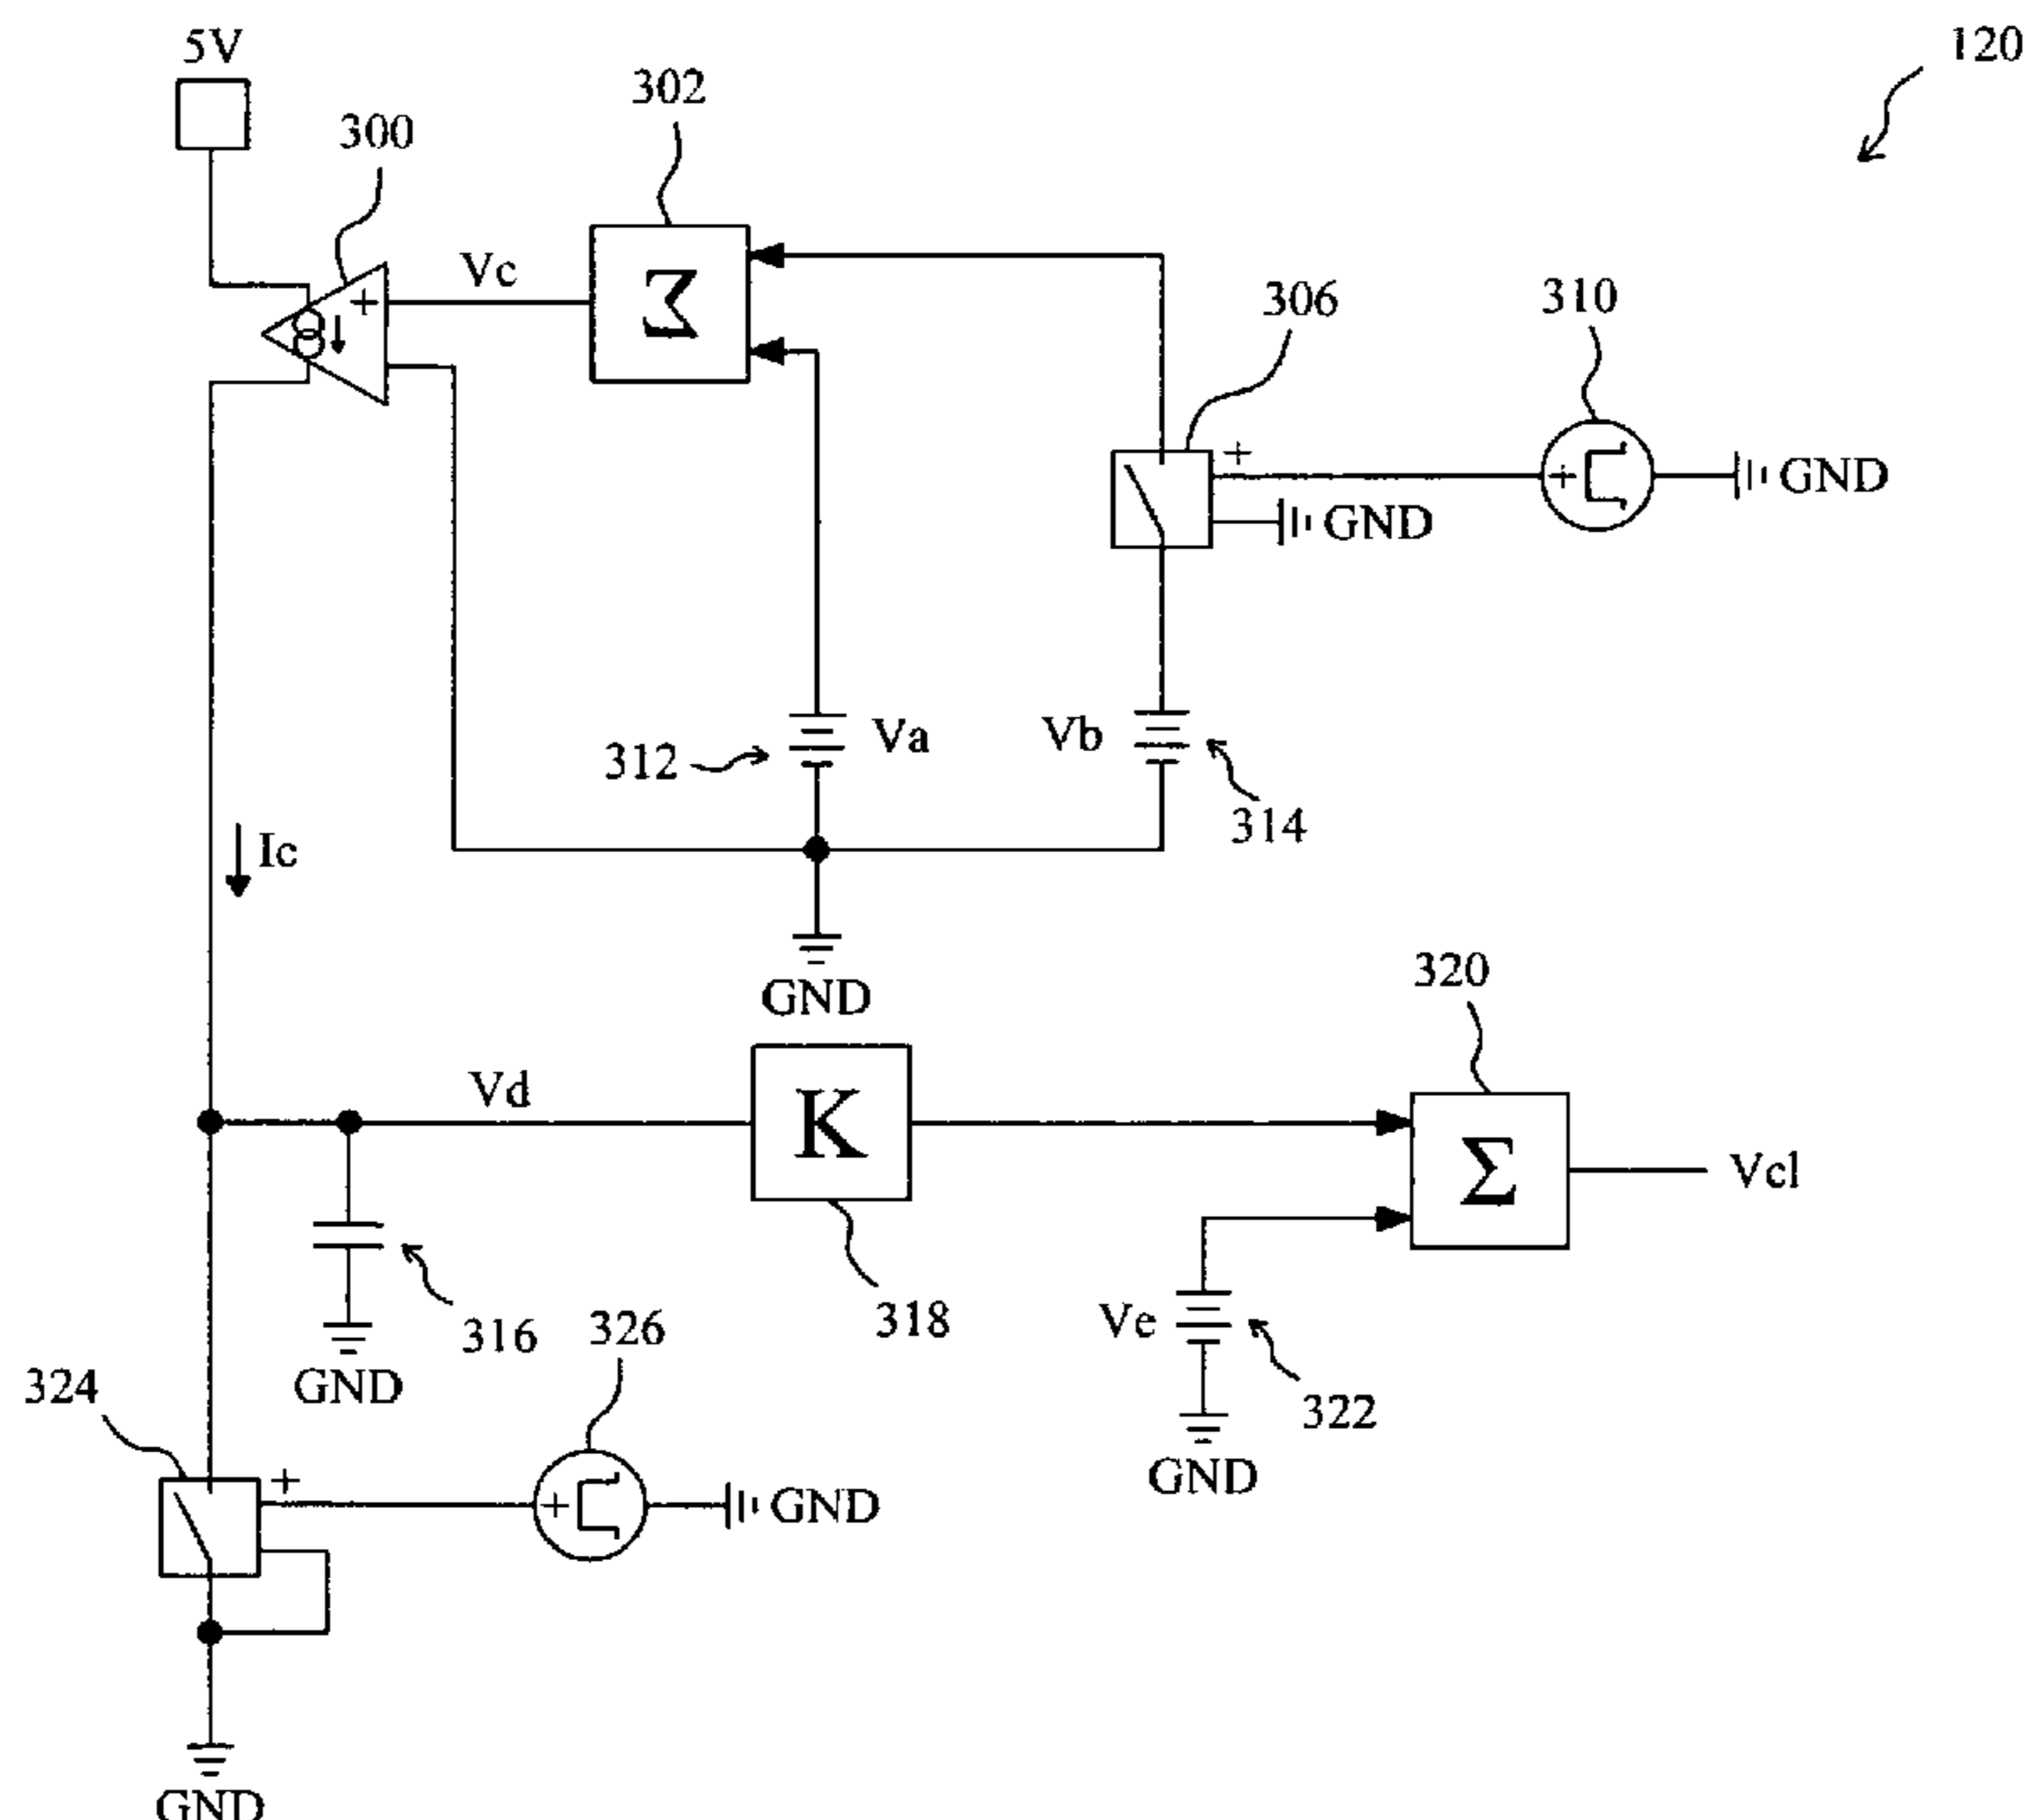 120
5V
302
300
Vc
Σ
+
306
310
+
+
GND
GND
Va
Vb
312
314
Ic
GND
320
Vd
K
Σ
Vcl
316
326
318
Ve
322
324
GND
GND
+
+
GND
GND